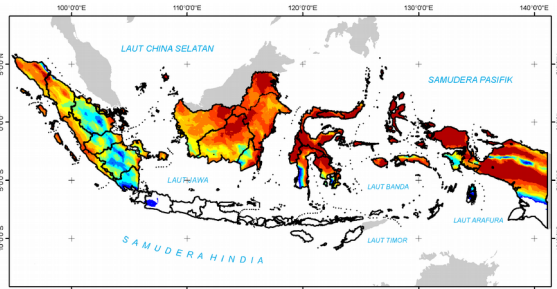 100°0'0"E 110°0'0"E 120°0'0"E 130°0'0"E 140°0'0"E
LAUT CHINA SELATAN
SAMUDERA PASIFIK
LAUT JAWA
LAUT BANDA
LAUT ARAFURA
LAUT TIMOR
SAMUDERA HINDIA